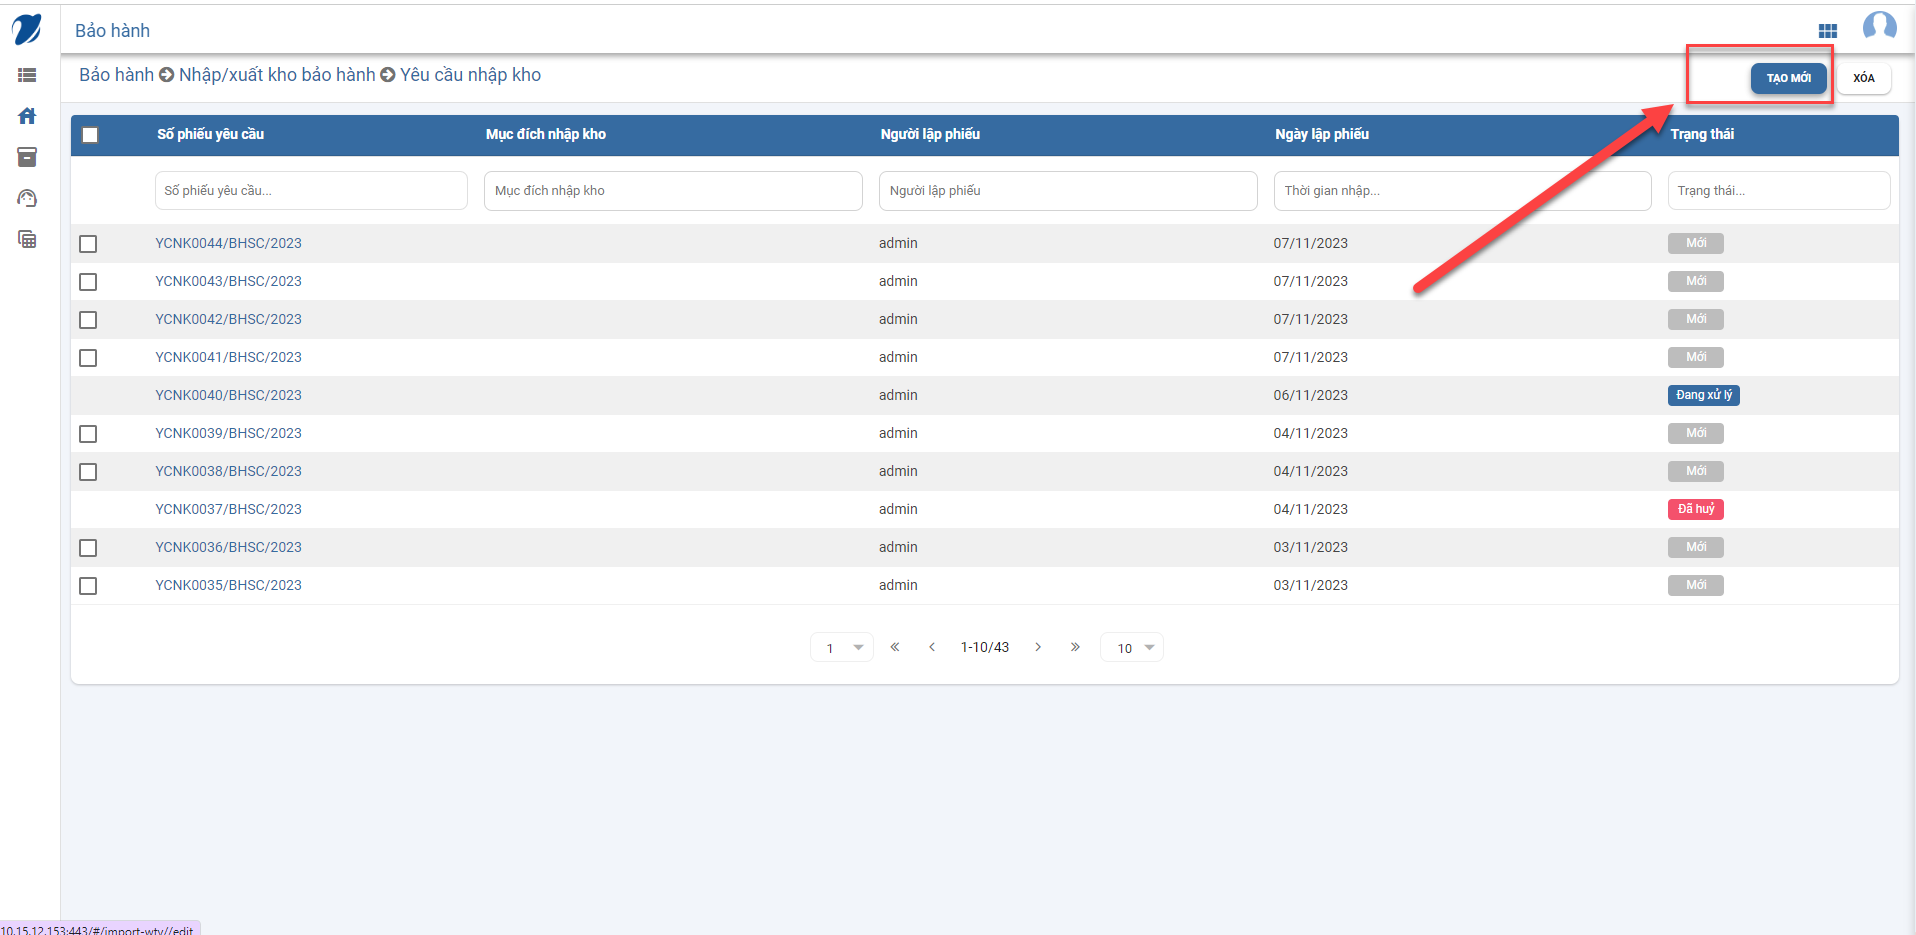 Bảo hành
Bảo hành Nhập/xuất kho bảo hành Yêu cầu nhập kho
TẠO MỚI XÓA
Số phiếu yêu cầu Mục đích nhập kho Người lập phiếu Ngày lập phiếu Trạng thái
Số phiếu yêu cầu... Mục đích nhập kho Người lập phiếu Thời gian nhập... Trạng thái...
YCNK0044/BHSC/2023 admin 07/11/2023 Mới
YCNK0043/BHSC/2023 admin 07/11/2023 Mới
YCNK0042/BHSC/2023 admin 07/11/2023 Mới
YCNK0041/BHSC/2023 admin 07/11/2023 Mới
YCNK0040/BHSC/2023 admin 06/11/2023 Đang xử lý
YCNK0039/BHSC/2023 admin 04/11/2023 Mới
YCNK0038/BHSC/2023 admin 04/11/2023 Mới
YCNK0037/BHSC/2023 admin 04/11/2023 Đã huỷ
YCNK0036/BHSC/2023 admin 03/11/2023 Mới
YCNK0035/BHSC/2023 admin 03/11/2023 Mới
1 « ‹ 1-10/43 › » 10
10.15.12.153:443/#/import-wty//edit